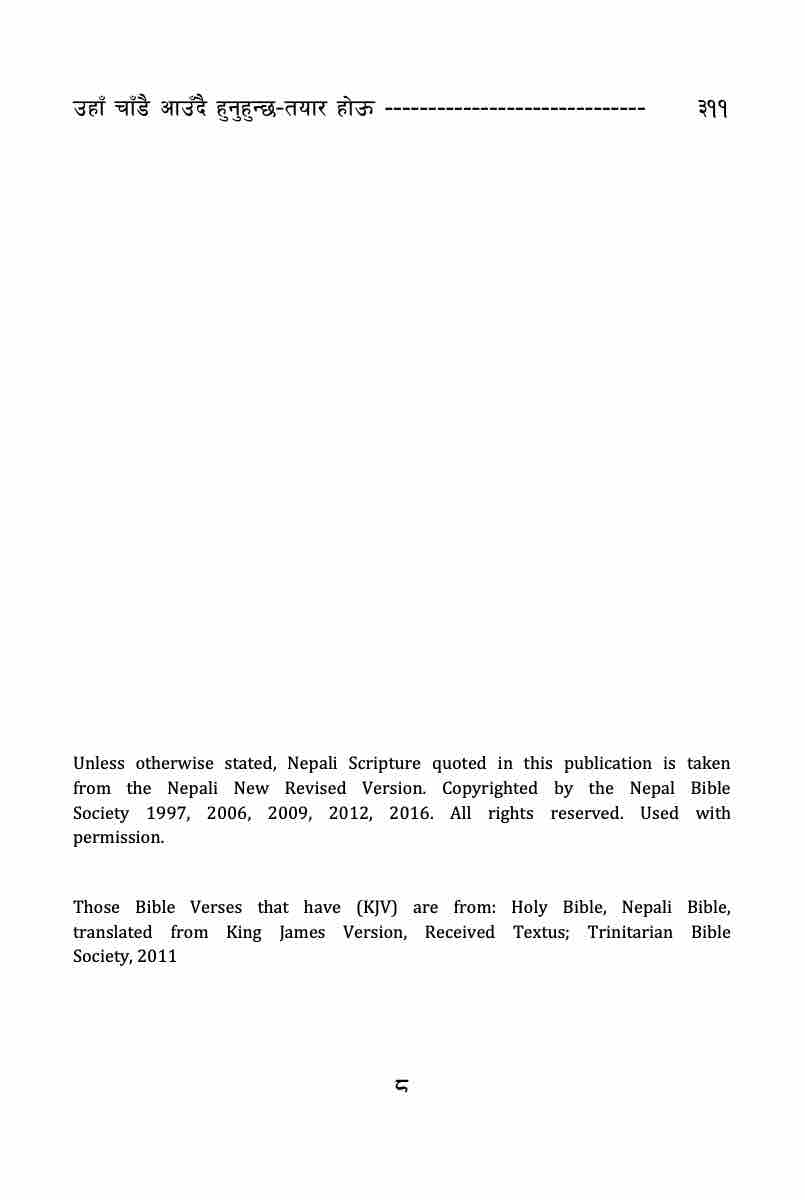 उहाँ चाँडै आउँदै हुनुहुन्छ-तयार होऊ ------------------------------ ३११
Unless otherwise stated, Nepali Scripture quoted in this publication is taken
from the Nepali New Revised Version. Copyrighted by the Nepal Bible
Society 1997, 2006, 2009, 2012, 2016. All rights reserved. Used with
permission.
Those Bible Verses that have (KJV) are from: Holy Bible, Nepali Bible,
translated from King James Version, Received Textus; Trinitarian Bible
Society, 2011
८